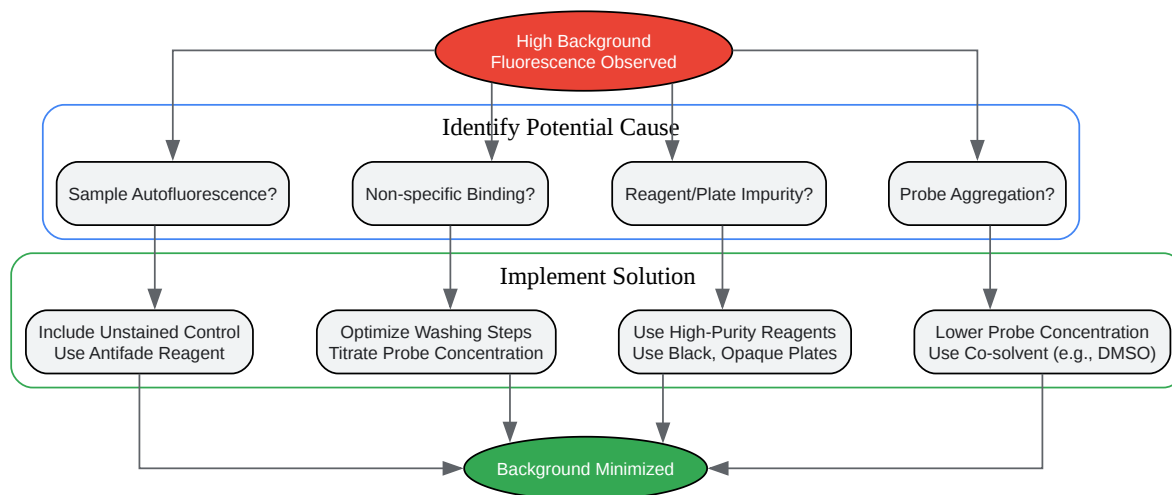 High Background
Fluorescence Observed
Identify Potential Cause
Sample Autofluorescence?
Non-specific Binding?
Reagent/Plate Impurity?
Probe Aggregation?
Implement Solution
Include Unstained Control
Use Antifade Reagent
Optimize Washing Steps
Titrate Probe Concentration
Use High-Purity Reagents
Use Black, Opaque Plates
Lower Probe Concentration
Use Co-solvent (e.g., DMSO)
Background Minimized